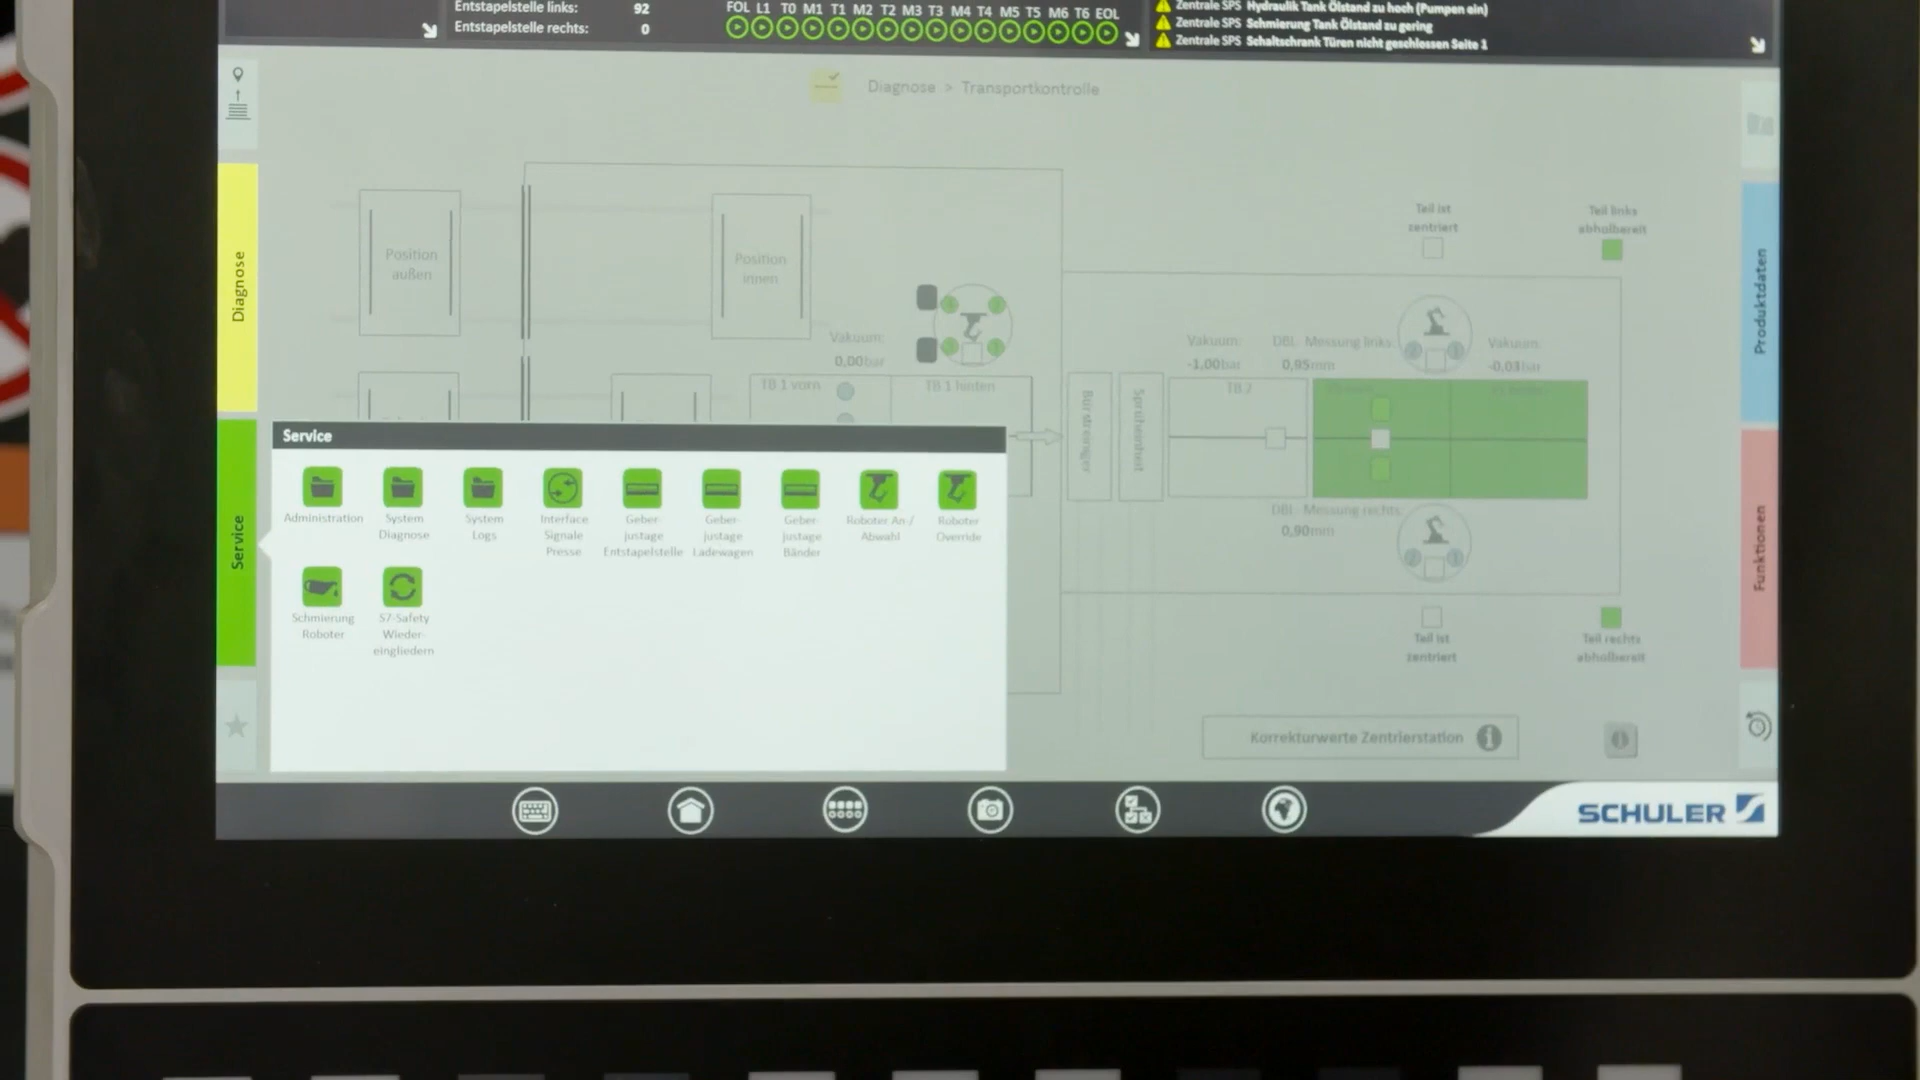 Entstapelstelle links: 92
Entstapelstelle rechts: 0
FOL L1 T0 M1 T1 M2 T2 M3 T3 M4 T4 M5 T5 M6 T6 EOL
Zentrale SPS Hydraulik Tank Ölstand zu hoch (Pumpen ein)
Zentrale SPS Schmierung Tank Ölstand zu gering
Zentrale SPS Schaltschrank Türen nicht geschlossen Seite 1
Diagnose > Transportkontrolle
Diagnose
Service
Produktdaten
Funktionen
Position
außen
Position
innen
Vakuum:
0,00bar
TB 1 vorn
TB 1 hinten
Teil ist
zentriert
Teil links
abholbereit
Vakuum:
-1,00bar
DBL- Messung links:
0,95mm
Vakuum:
-0,03bar
Bürstreiniger
Sprüheinheit
TB 2
DBL- Messung rechts:
0,90mm
Teil ist
zentriert
Teil rechts
abholbereit
Service
Administration
System
Diagnose
System
Logs
Interface
Signale
Presse
Geber-
justage
Entstapelstelle
Geber-
justage
Ladewagen
Geber-
justage
Bänder
Roboter An-/
Abwahl
Roboter
Override
Schmierung
Roboter
S7-Safety
Wieder-
eingliedern
Korrekturwerte Zentrierstation
SCHULER